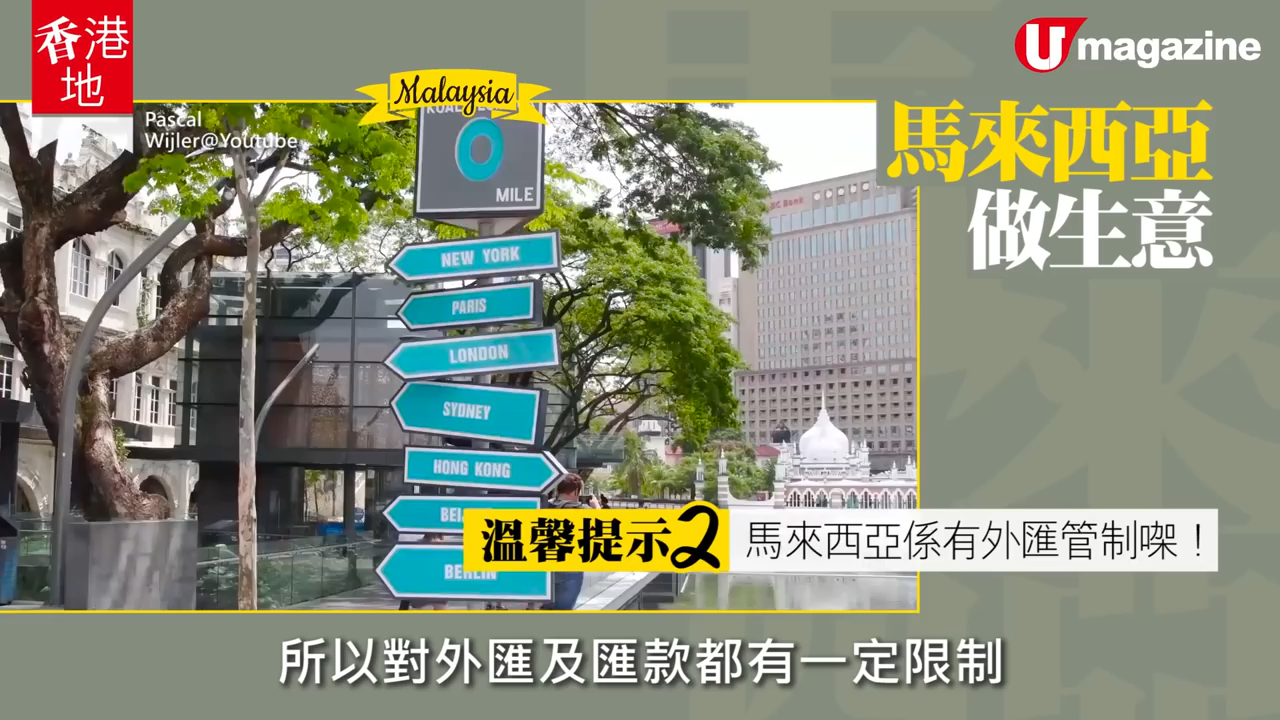 香港
地
U magazine
Malaysia
Pascal
Wijler@Youtube
馬來西亞
做生意
0
MILE
BC Bank
NEW YORK
PARIS
LONDON
SYDNEY
HONG KONG
BERLIN
溫馨提示2
馬來西亞係有外匯管制㗎！
所以對外匯及匯款都有一定限制